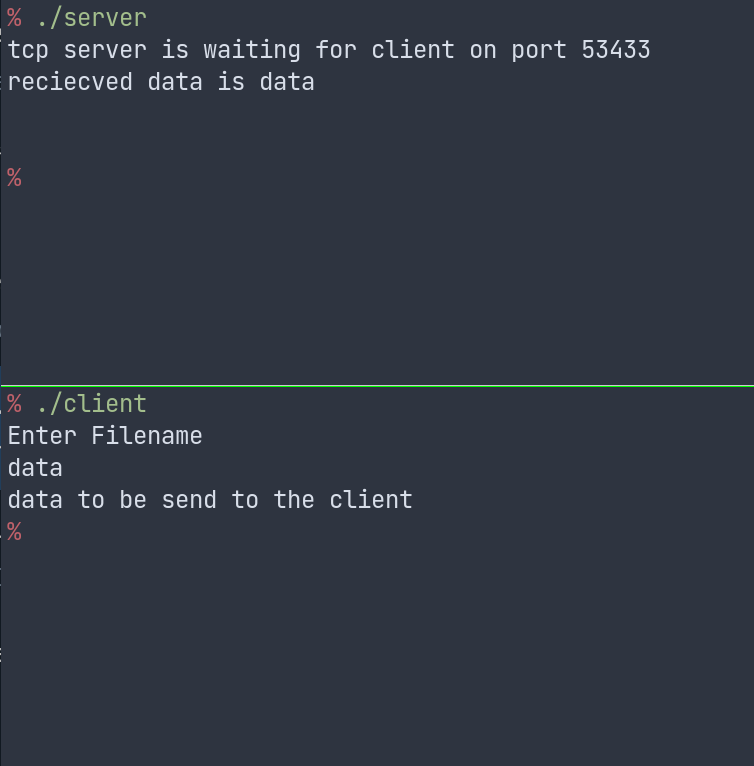 % ./server
tcp server is waiting for client on port 53433
reciecved data is data
%
% ./client
Enter Filename
data
data to be send to the client
%